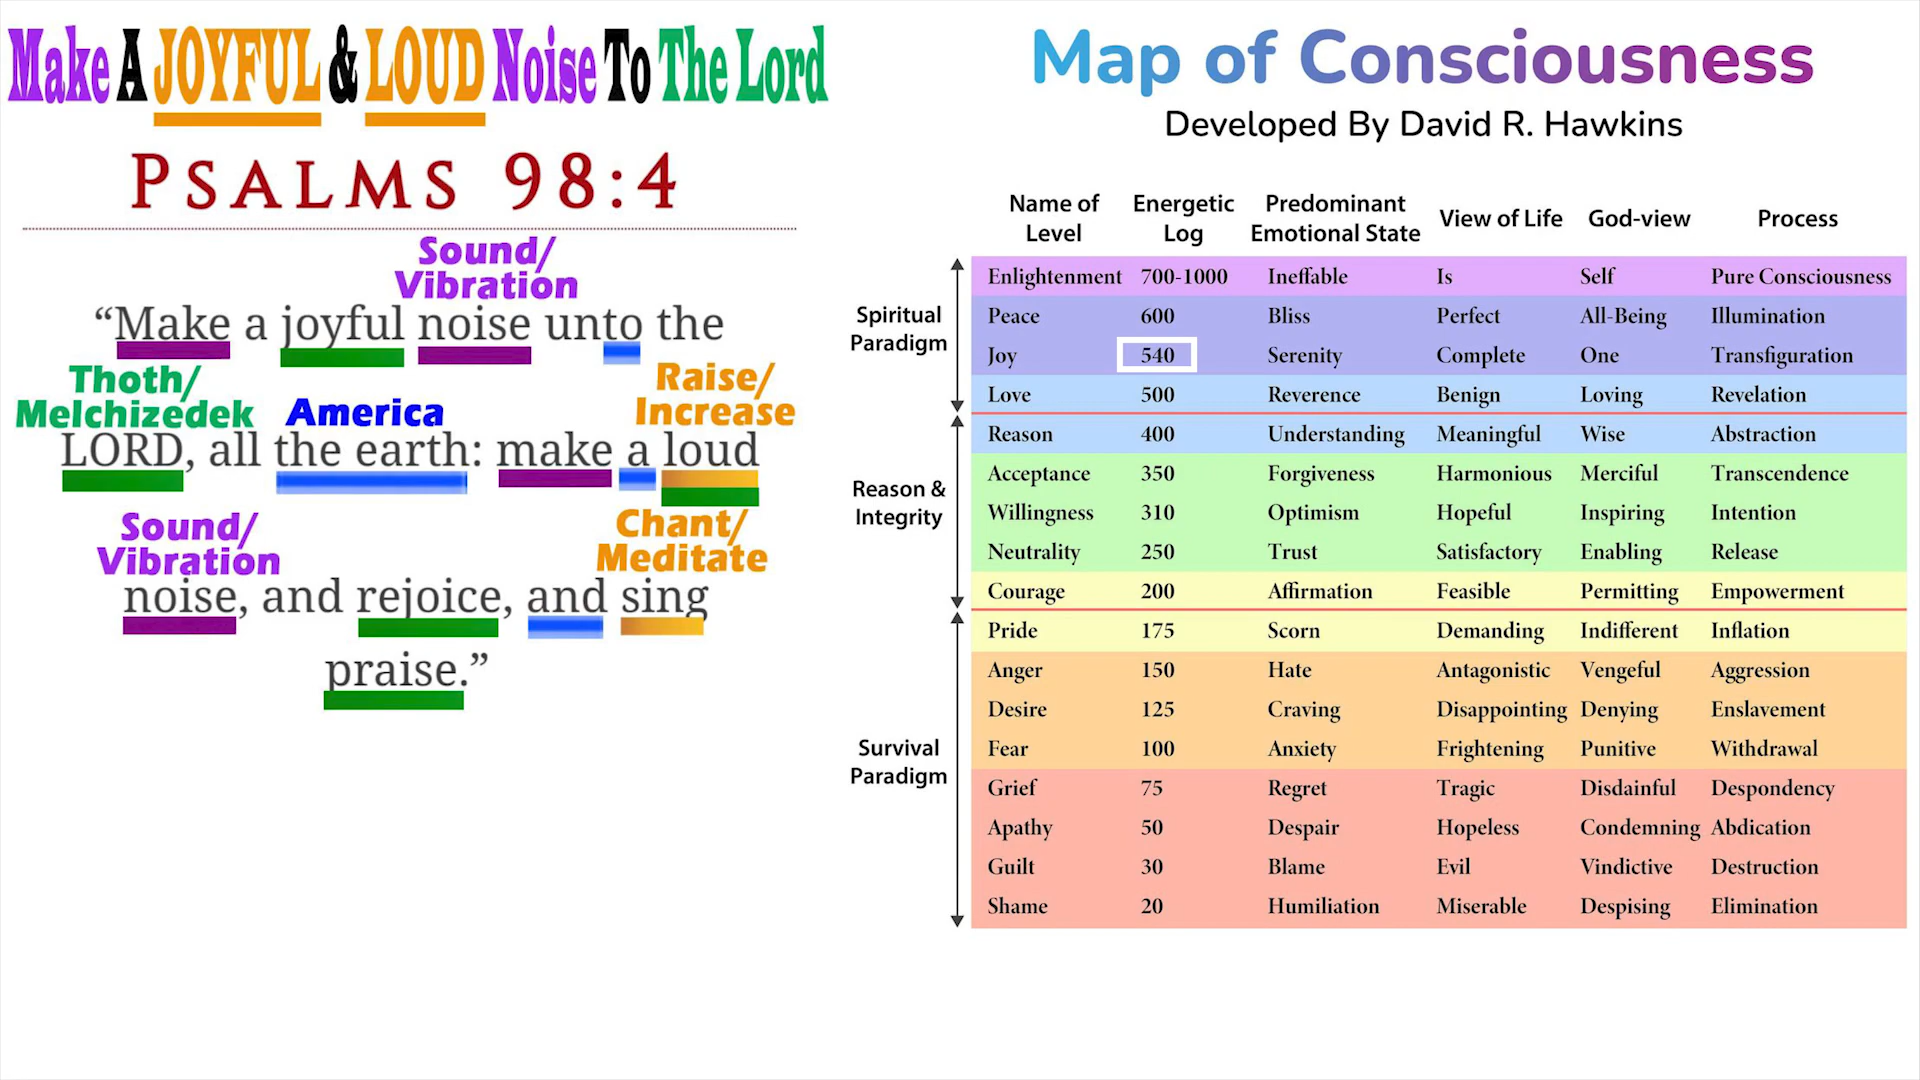 Make A JOYFUL & LOUD Noise To The Lord
PSALMS 98:4
Sound/
Vibration
“Make a joyful noise unto the
Thoth/
Melchizedek
America
Raise/
Increase
LORD, all the earth: make a loud
Sound/
Vibration
Chant/
Meditate
noise, and rejoice, and sing
praise.”
Map of Consciousness
Developed By David R. Hawkins
Name of Level Energetic Log Predominant Emotional State View of Life God-view Process
Spiritual
Paradigm
Enlightenment 700-1000 Ineffable Is Self Pure Consciousness
Peace 600 Bliss Perfect All-Being Illumination
Joy 540 Serenity Complete One Transfiguration
Love 500 Reverence Benign Loving Revelation
Reason &
Integrity
Reason 400 Understanding Meaningful Wise Abstraction
Acceptance 350 Forgiveness Harmonious Merciful Transcendence
Willingness 310 Optimism Hopeful Inspiring Intention
Neutrality 250 Trust Satisfactory Enabling Release
Courage 200 Affirmation Feasible Permitting Empowerment
Survival
Paradigm
Pride 175 Scorn Demanding Indifferent Inflation
Anger 150 Hate Antagonistic Vengeful Aggression
Desire 125 Craving Disappointing Denying Enslavement
Fear 100 Anxiety Frightening Punitive Withdrawal
Grief 75 Regret Tragic Disdainful Despondency
Apathy 50 Despair Hopeless Condemning Abdication
Guilt 30 Blame Evil Vindictive Destruction
Shame 20 Humiliation Miserable Despising Elimination